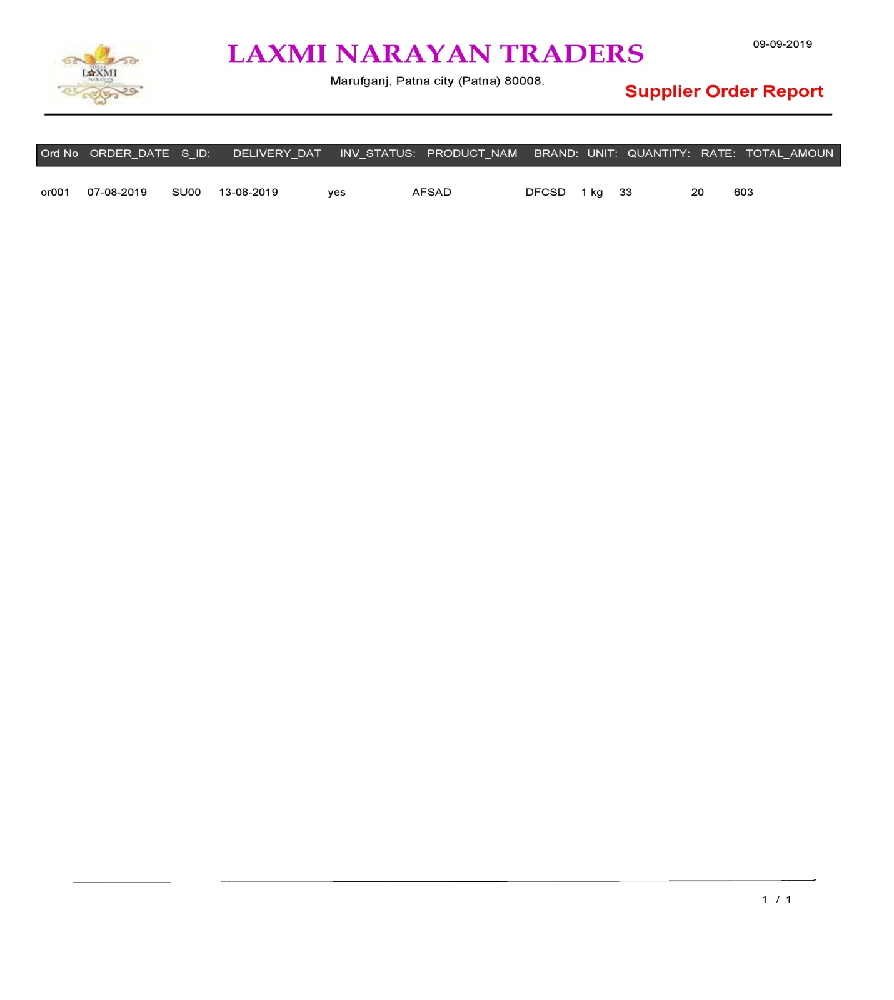 LAXMI NARAYAN
LAXMI NARAYAN TRADERS
09-09-2019
Marufganj, Patna city (Patna) 80008.
Supplier Order Report
Ord No ORDER_DATE S_ID: DELIVERY_DAT INV_STATUS: PRODUCT_NAM BRAND: UNIT: QUANTITY: RATE: TOTAL_AMOUN
or001 07-08-2019 SU00 13-08-2019 yes AFSAD DFCSD 1 kg 33 20 603
1 / 1